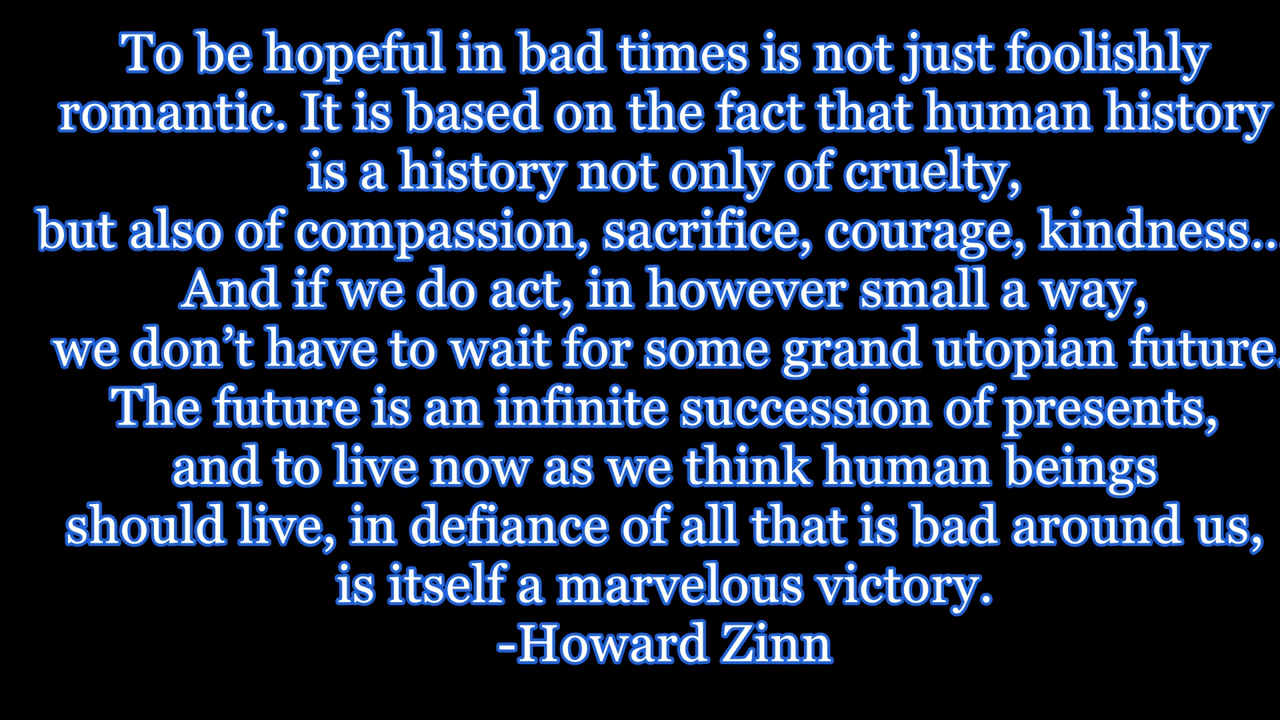 To be hopeful in bad times is not just foolishly
romantic. It is based on the fact that human history
is a history not only of cruelty,
but also of compassion, sacrifice, courage, kindness..
And if we do act, in however small a way,
we don’t have to wait for some grand utopian future.
The future is an infinite succession of presents,
and to live now as we think human beings
should live, in defiance of all that is bad around us,
is itself a marvelous victory.
-Howard Zinn